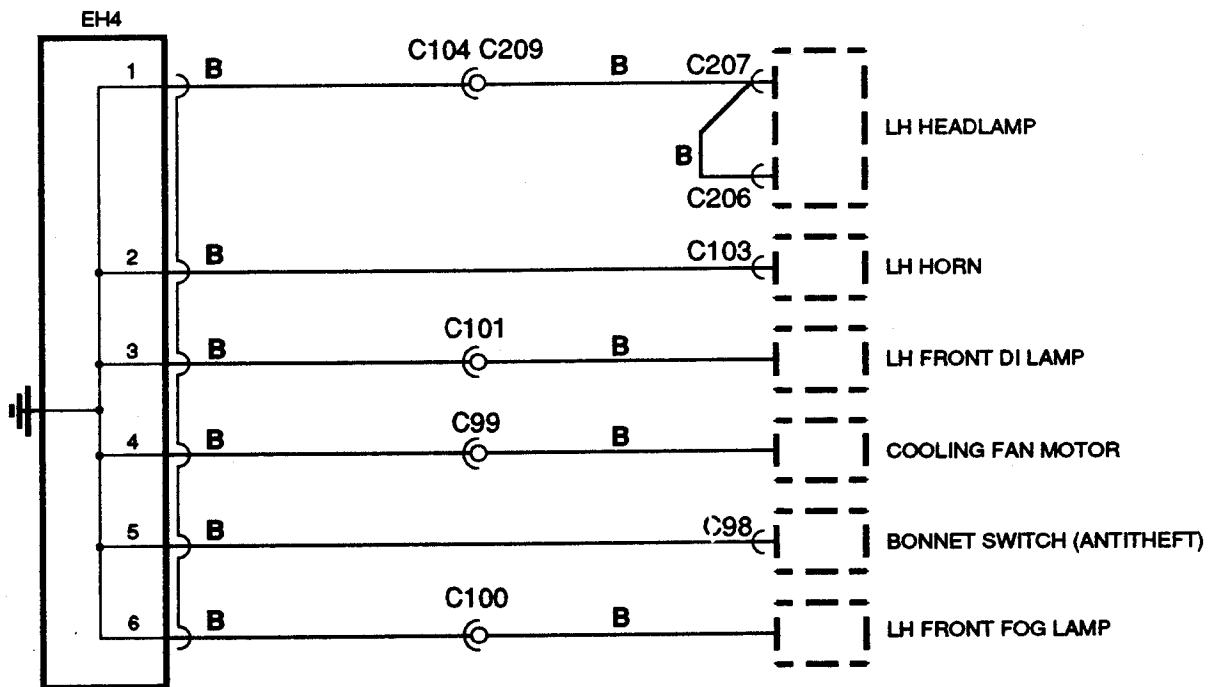 EH4
1 B C104 C209 B C207 LH HEADLAMP
B
C206
2 B C103 LH HORN
3 B C101 B LH FRONT DI LAMP
4 B C99 B COOLING FAN MOTOR
5 B C98 BONNET SWITCH (ANTITHEFT)
6 B C100 B LH FRONT FOG LAMP